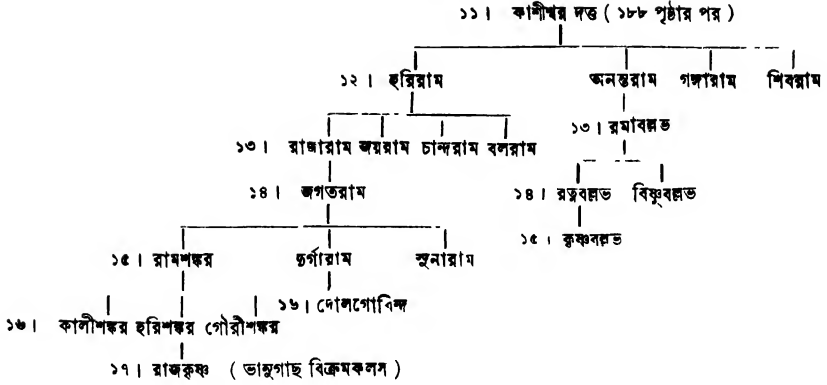 ১১। কাশীশ্বর দত্ত ( ১৮৮ পৃষ্ঠার পর )
১২। হরিরাম অনন্তরাম গঙ্গারাম শিবরাম
১৩। রমাবল্লভ
১৩। রাজারাম জয়রাম চান্দরাম বলরাম
১৪। জগতরাম
১৪। রত্নবল্লভ বিষ্ণুবল্লভ
১৫। কৃষ্ণবল্লভ
১৫। রামশঙ্কর দুর্গারাম সুনারাম
১৬। দোলগোবিন্দ
১৬। কালীশঙ্কর হরিশঙ্কর গৌরীশঙ্কর
১৭। রাজকৃষ্ণ ( ভানুগাছ বিক্রমকলস )